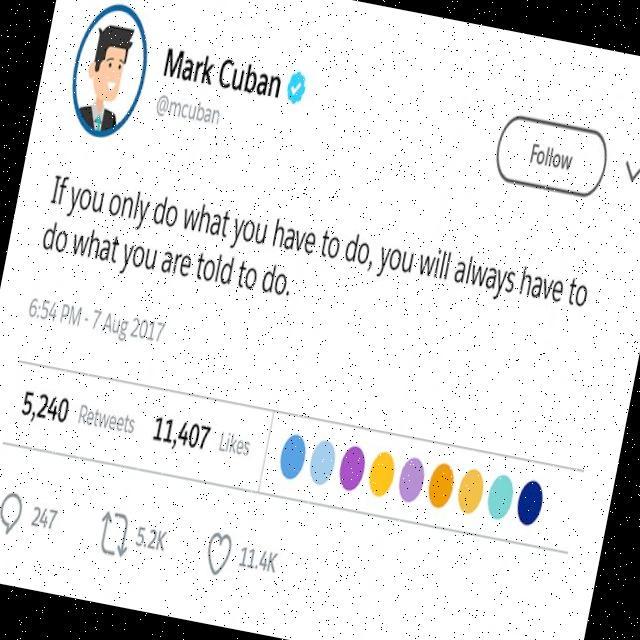 Mark Cuban
@mcuban
Follow
If you only do what you have to do, you will always have to
do what you are told to do.
6:54 PM - 7 Aug 2017
5,240 Retweets 11,407 Likes
247 5.2K 11.4K